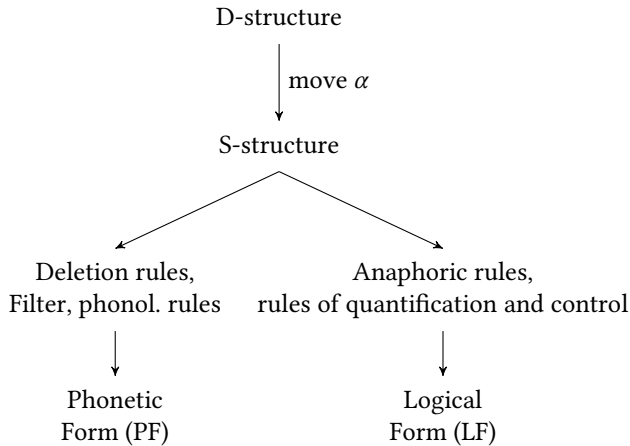 D-structure
move α
S-structure
Deletion rules,
Filter, phonol. rules
Anaphoric rules,
rules of quantification and control
Phonetic
Form (PF)
Logical
Form (LF)